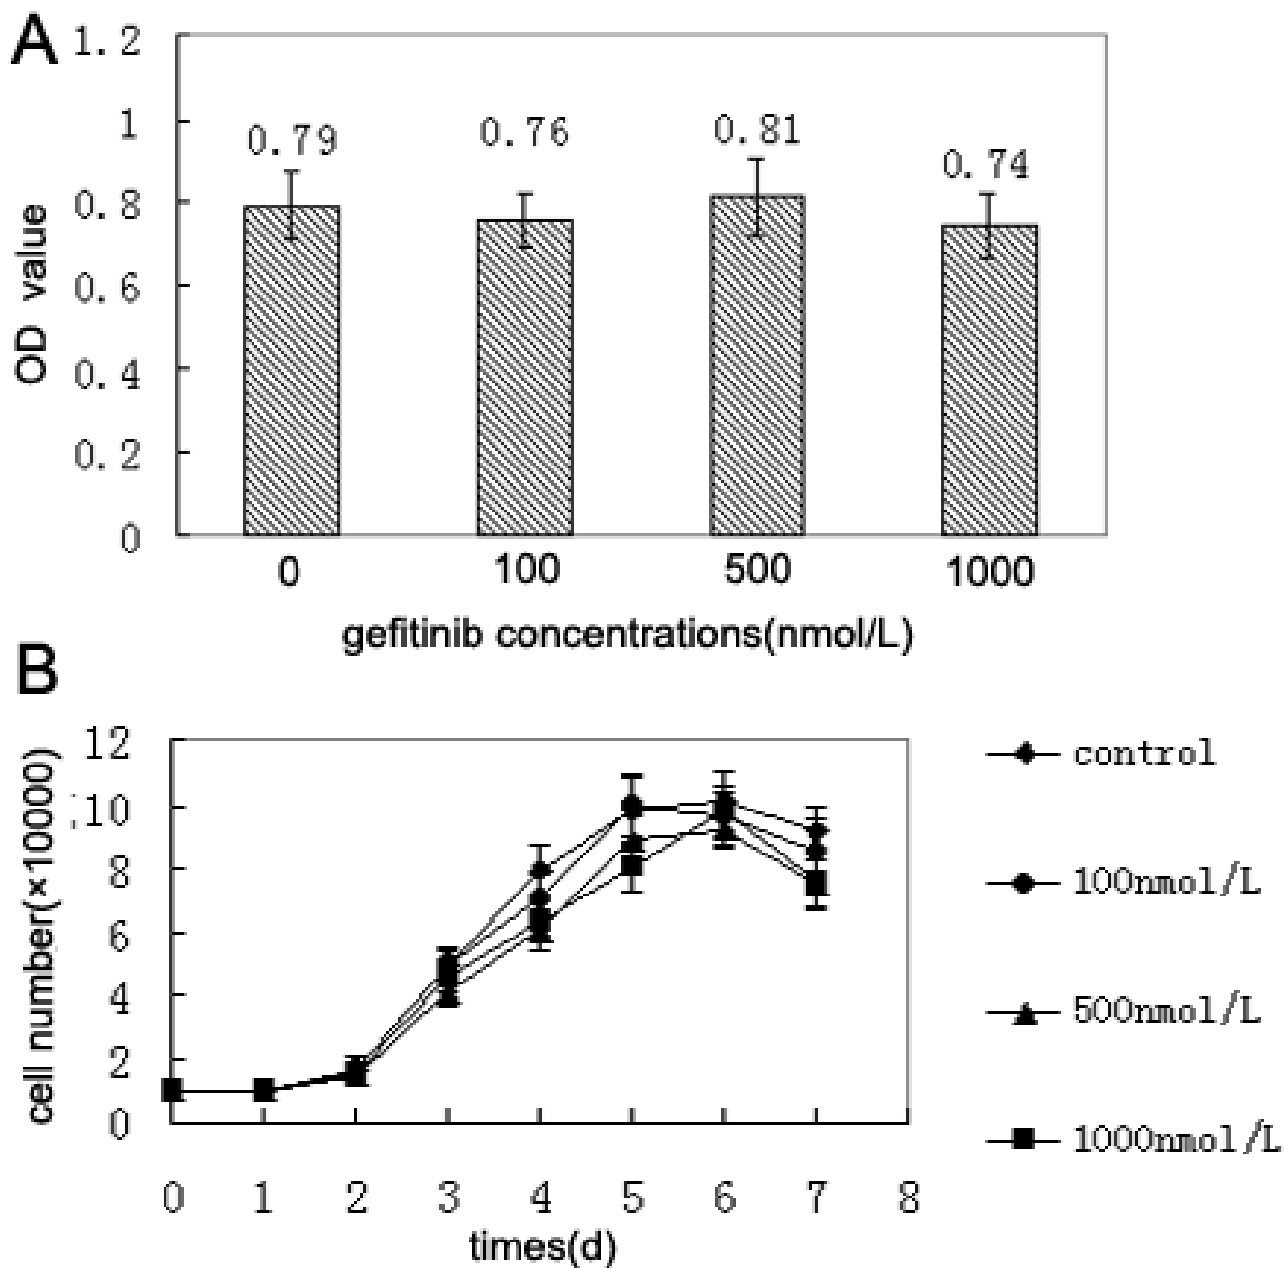 A
1.2
1
0.8
0.6
0.4
0.2
0
OD value
0.79
0.76
0.81
0.74
0 100 500 1000
gefitinib concentrations(nmol/L)
B
12
10
8
6
4
2
0
cell number(×10000)
0 1 2 3 4 5 6 7 8
times(d)
control
100nmol/L
500nmol/L
1000nmol/L